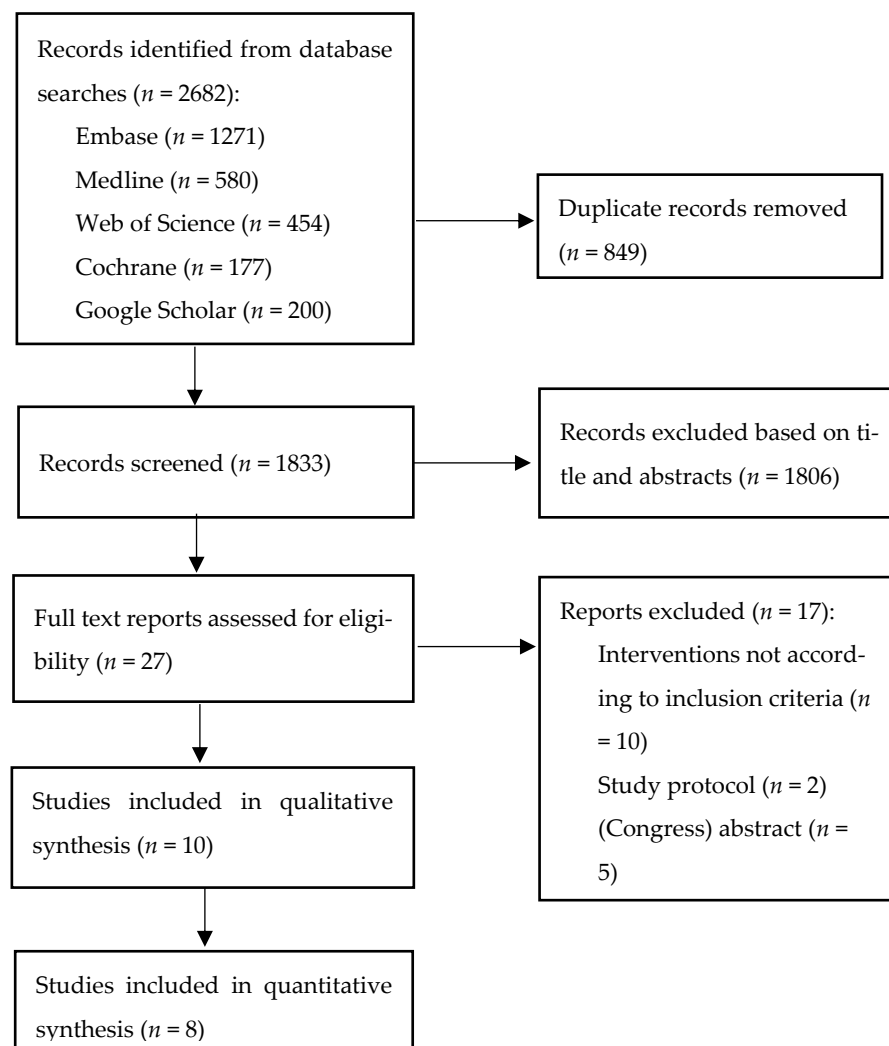 Records identified from database
searches (n = 2682):
Embase (n = 1271)
Medline (n = 580)
Web of Science (n = 454)
Cochrane (n = 177)
Google Scholar (n = 200)
Duplicate records removed
(n = 849)
Records screened (n = 1833)
Records excluded based on ti-
tle and abstracts (n = 1806)
Full text reports assessed for eligi-
bility (n = 27)
Reports excluded (n = 17):
Interventions not accord-
ing to inclusion criteria (n
= 10)
Study protocol (n = 2)
(Congress) abstract (n =
5)
Studies included in qualitative
synthesis (n = 10)
Studies included in quantitative
synthesis (n = 8)